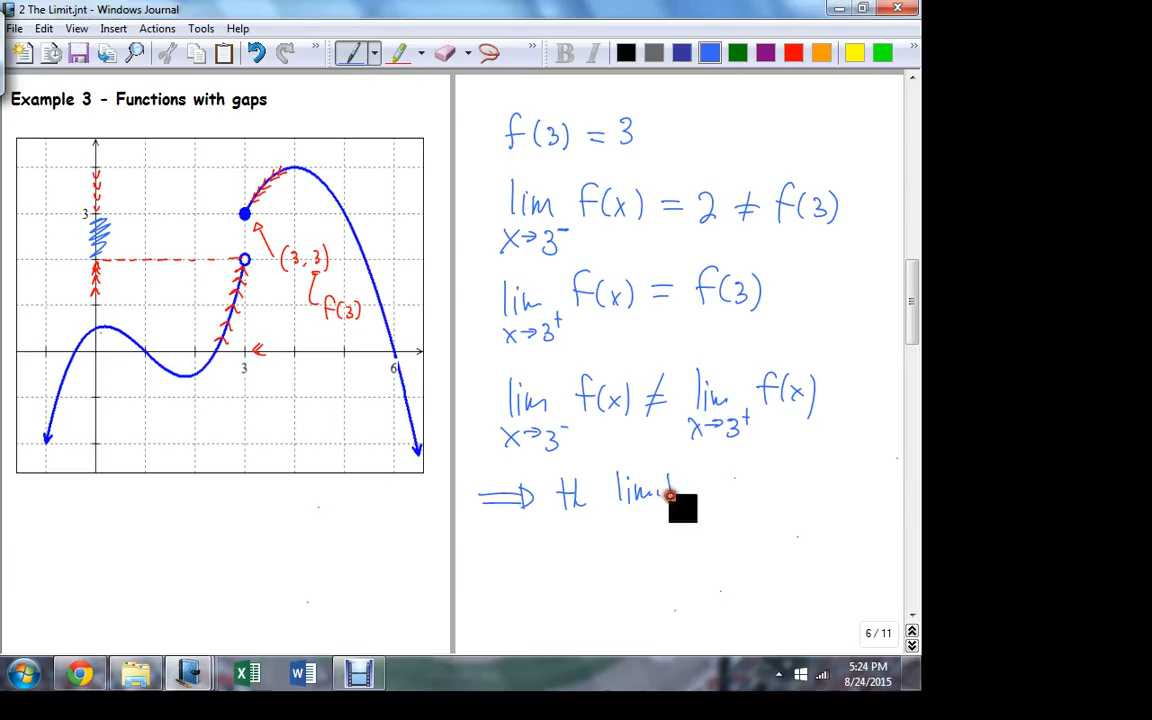 2 The Limit.jnt - Windows Journal
File Edit View Insert Actions Tools Help
B I
Example 3 - Functions with gaps
3
3
6
(3, 3)
f(3)
f(3) = 3
lim f(x) = 2 ≠ f(3)
x→3⁻
lim f(x) = f(3)
x→3⁺
lim f(x) ≠ lim f(x)
x→3⁻ x→3⁺
⟹ th limit
6 / 11
5:24 PM
8/24/2015